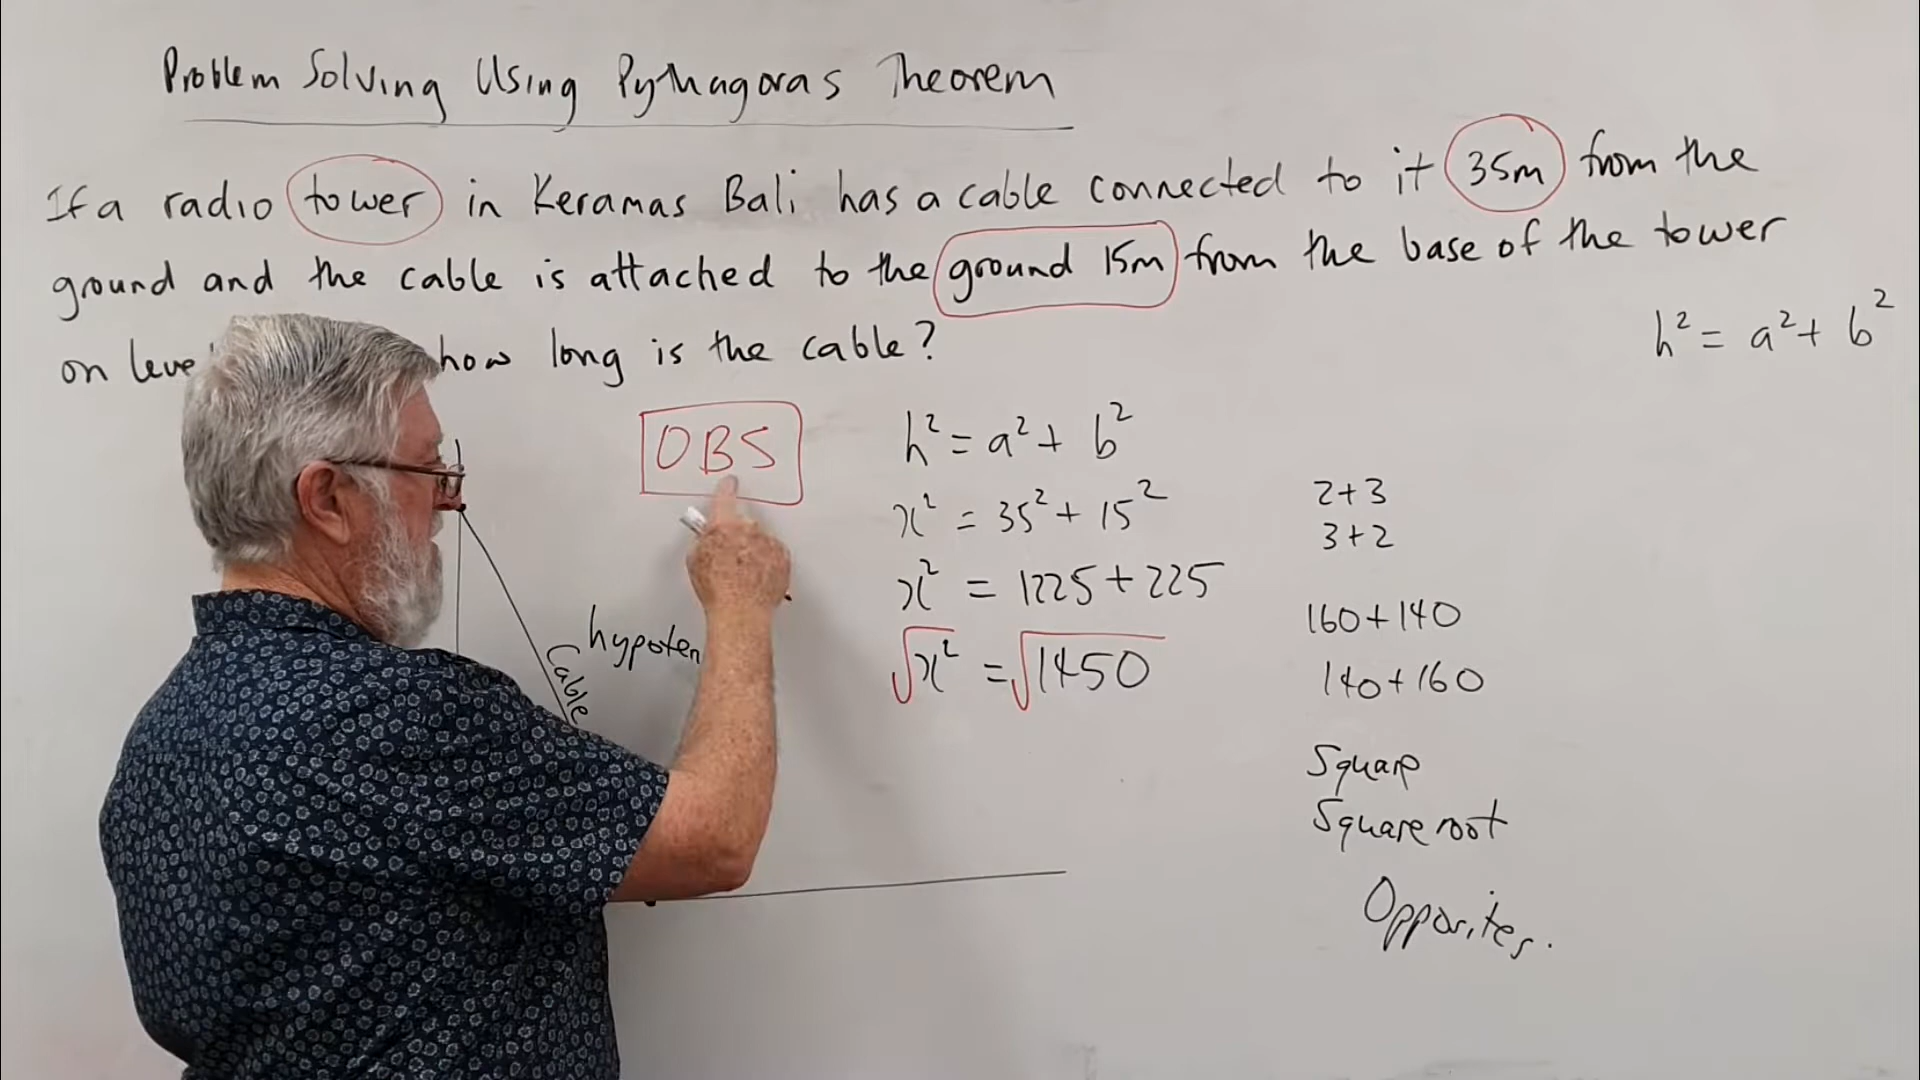 Problem Solving Using Pythagoras Theorem
If a radio tower in Keramas Bali has a cable connected to it 35m from the
ground and the cable is attached to the ground 15m from the base of the tower
on how long is the cable?
h² = a² + b²
OBS
h² = a² + b²
x² = 35² + 15²
x² = 1225 + 225
√x² = √1450
Cable
2+3
3+2
160+140
140+160
Square
Square root
Opposites.